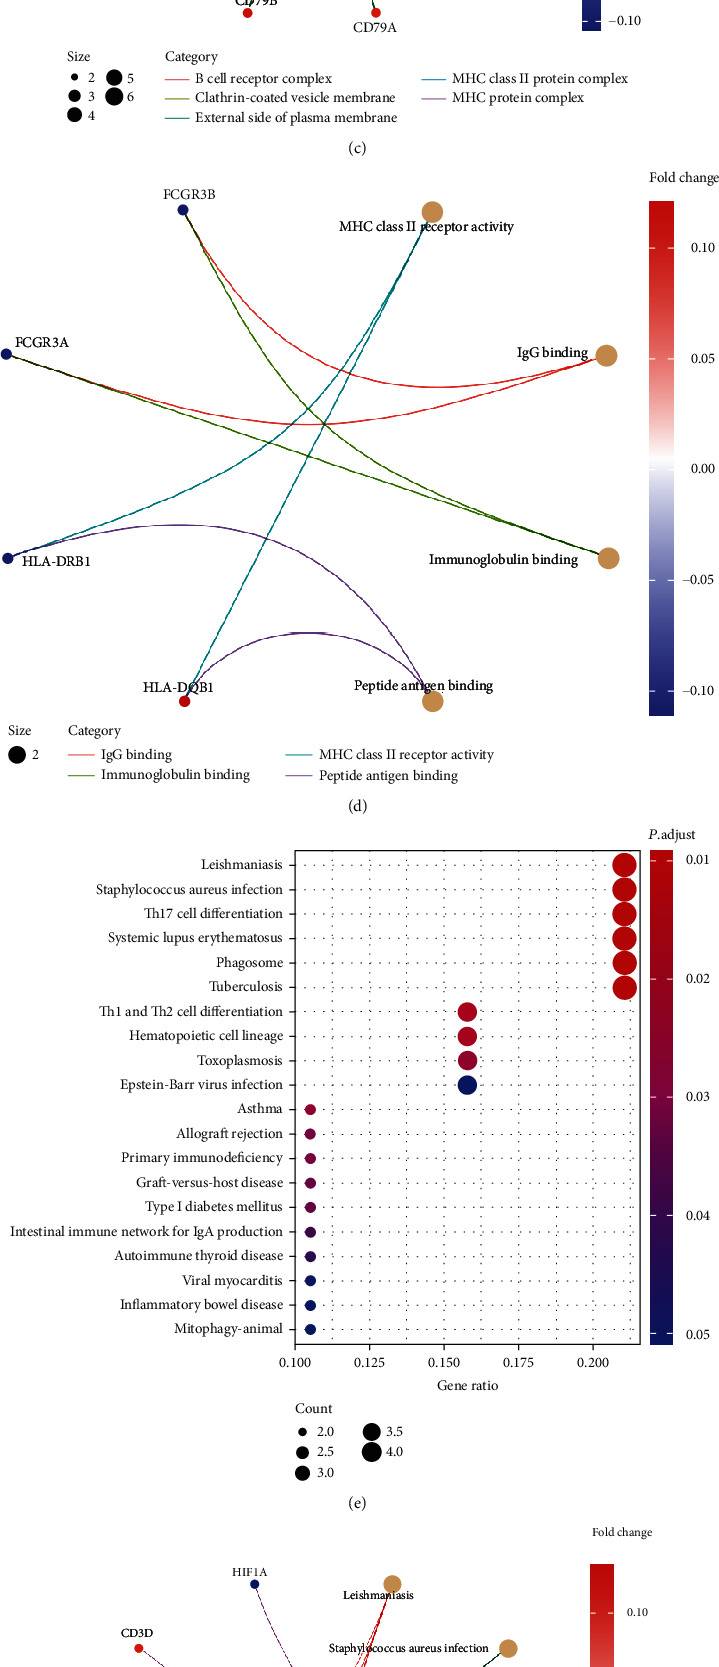 CD79B
CD79A
−0.10
Size
2
3
4
5
6
Category
B cell receptor complex
Clathrin-coated vesicle membrane
External side of plasma membrane
MHC class II protein complex
MHC protein complex
(c)
Fold change
FCGR3B
MHC class II receptor activity
0.10
FCGR3A
IgG binding
0.05
0.00
HLA-DRB1
Immunoglobulin binding
−0.05
HLA-DQB1
Peptide antigen binding
−0.10
Size
2
Category
IgG binding
Immunoglobulin binding
MHC class II receptor activity
Peptide antigen binding
(d)
P.adjust
Leishmaniasis
Staphylococcus aureus infection
Th17 cell differentiation
Systemic lupus erythematosus
Phagosome
Tuberculosis
Th1 and Th2 cell differentiation
Hematopoietic cell lineage
Toxoplasmosis
Epstein-Barr virus infection
Asthma
Allograft rejection
Primary immunodeficiency
Graft-versus-host disease
Type I diabetes mellitus
Intestinal immune network for IgA production
Autoimmune thyroid disease
Viral myocarditis
Inflammatory bowel disease
Mitophagy-animal
0.01
0.02
0.03
0.04
0.05
0.100 0.125 0.150 0.175 0.200
Gene ratio
Count
2.0
2.5
3.0
3.5
4.0
(e)
Fold change
HIF1A
Leishmaniasis
0.10
CD3D
Staphylococcus aureus infection